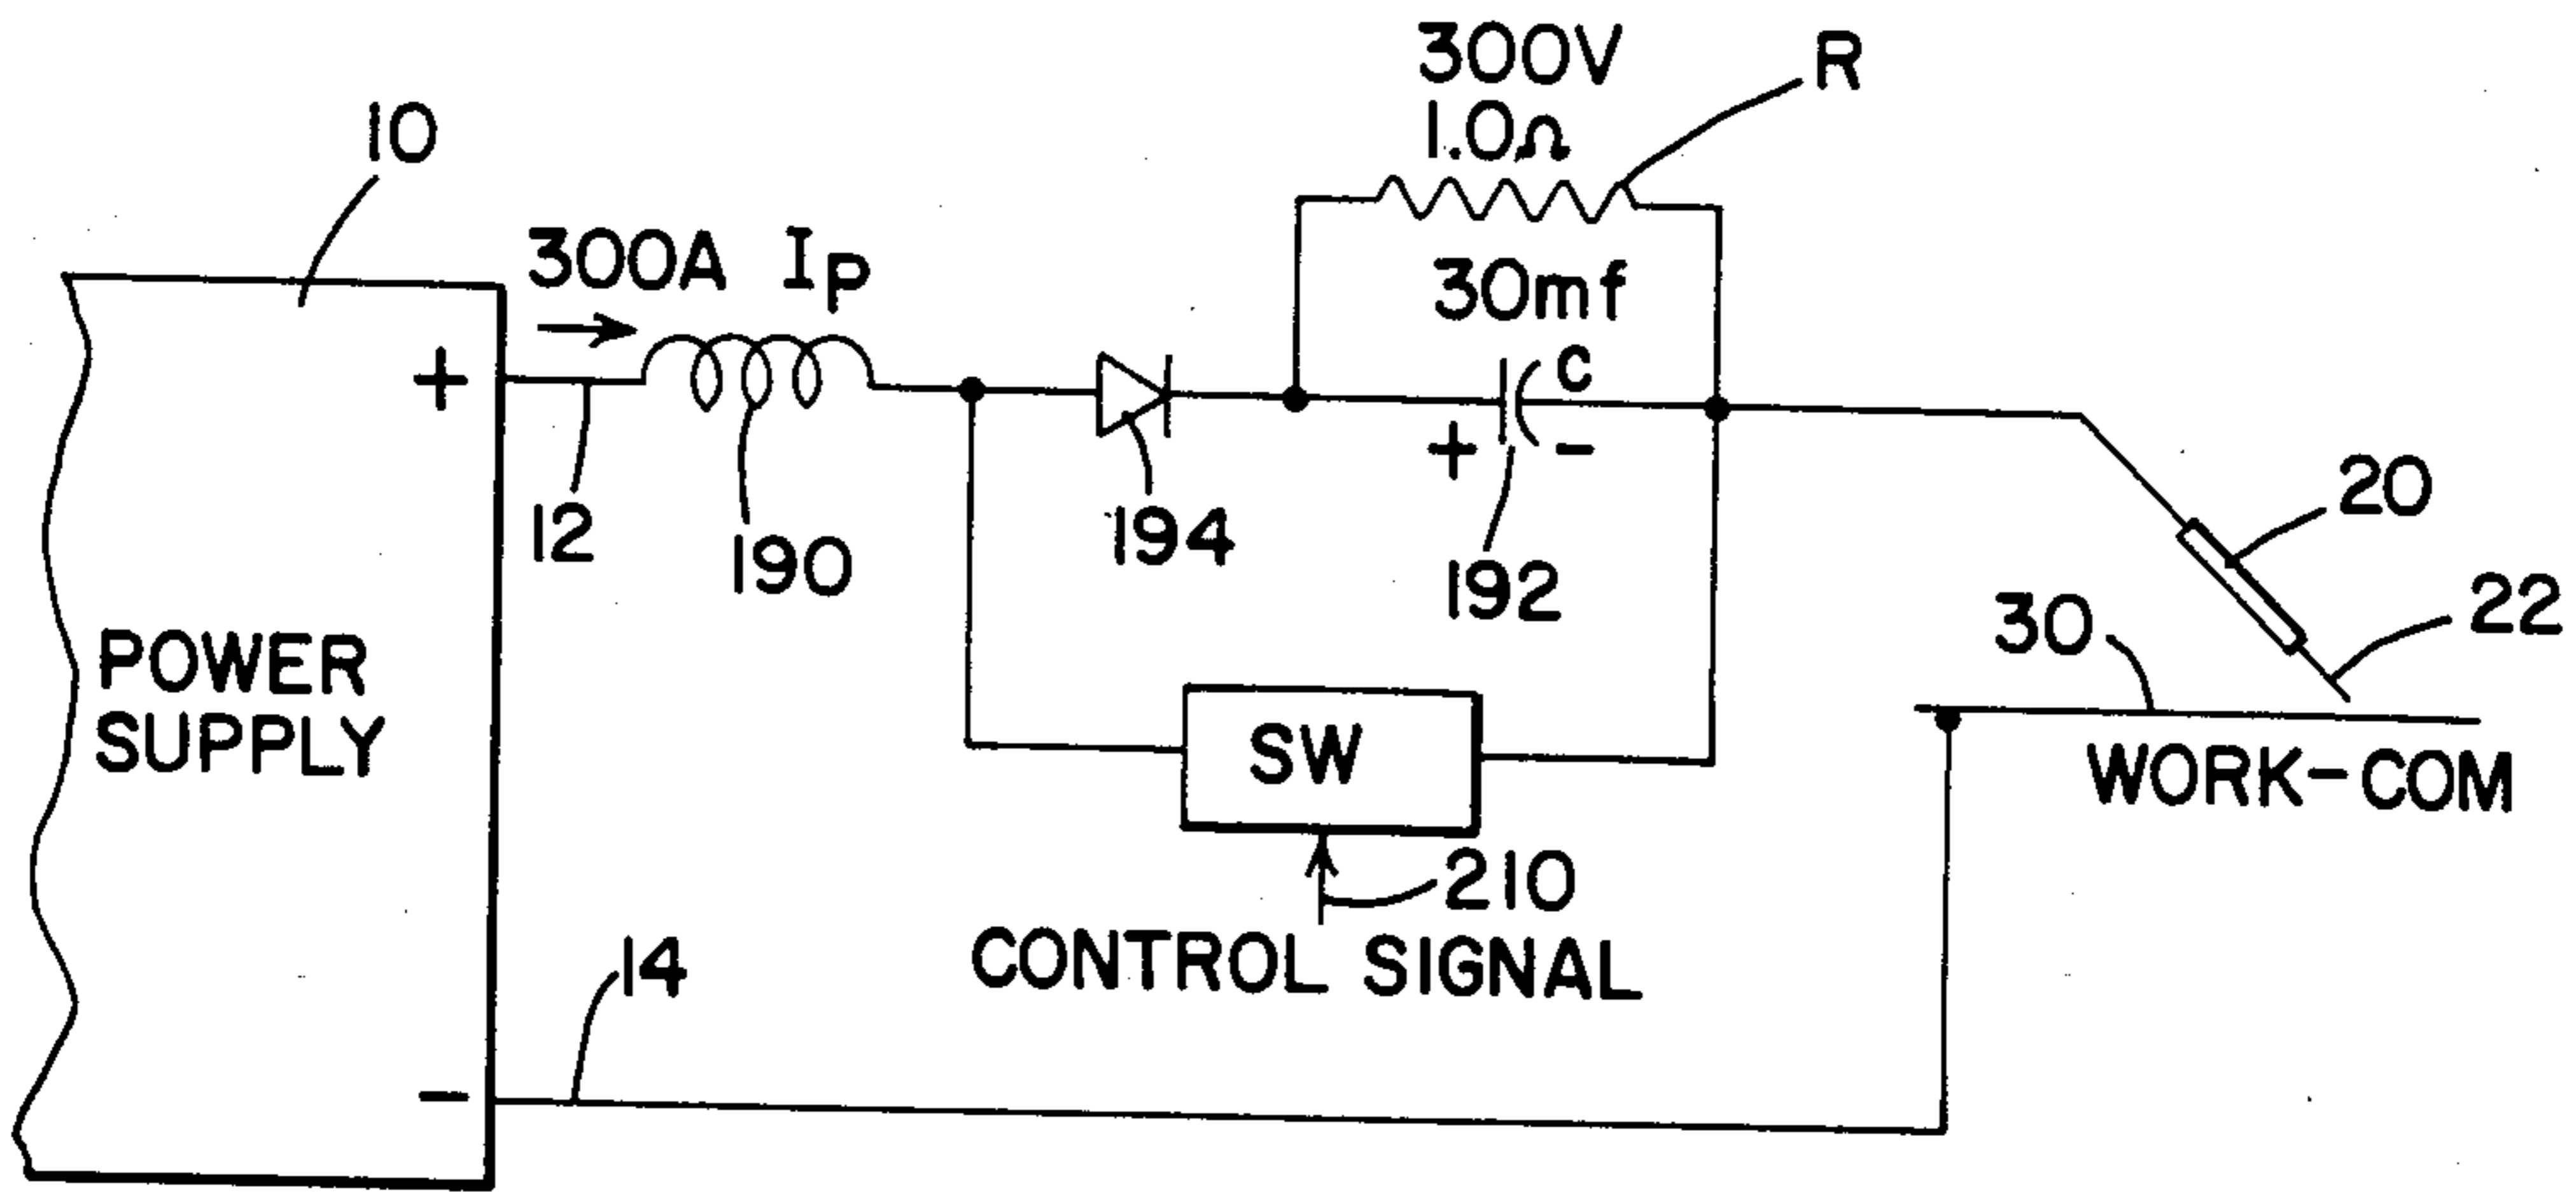 300V
1.0Ω
R
10
300A IP
30mf
+
C
+ -
12
190
194
192
20
22
30
POWER
SUPPLY
SW
WORK-COM
210
CONTROL SIGNAL
14
-